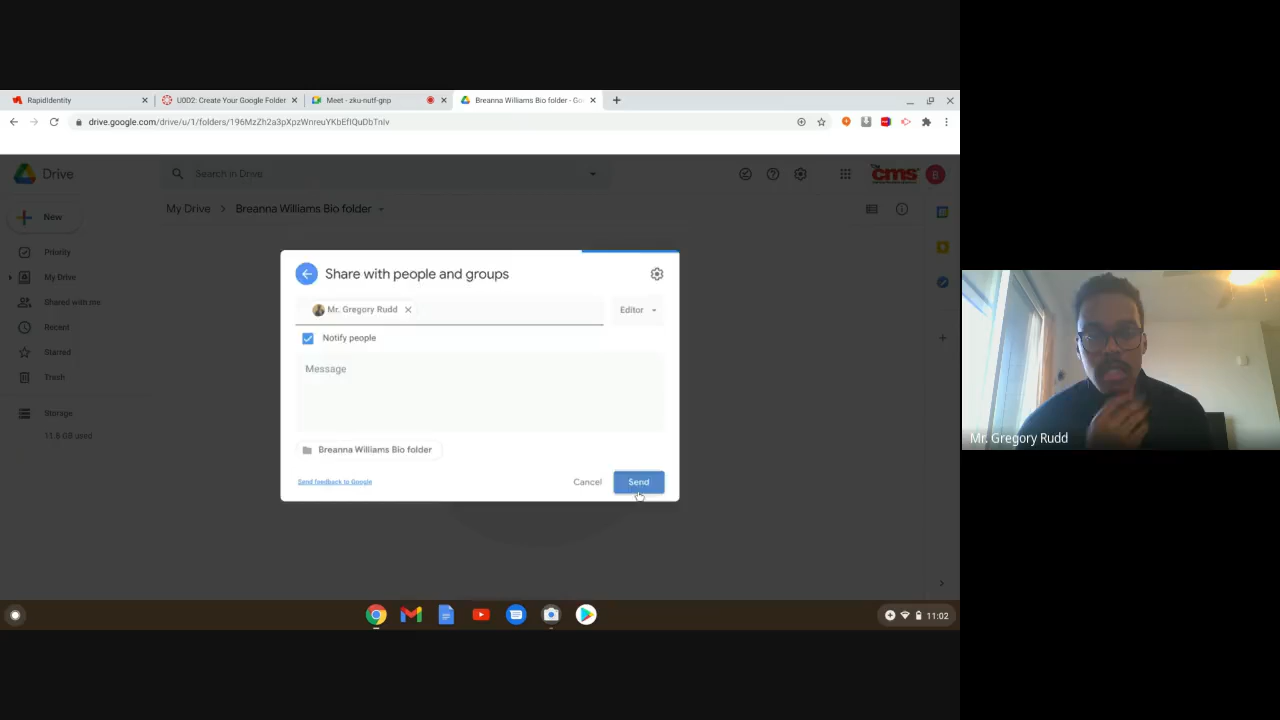 RapidIdentity
U0D2: Create Your Google Folder
Meet - zku-nutf-gnp
Breanna Williams Bio folder - Go
drive.google.com/drive/u/1/folders/196MzZh2a3pXpzWnreuYKbEfIQuDbTniv
Drive
Search in Drive
cms
B
New
My Drive > Breanna Williams Bio folder
Priority
My Drive
Shared with me
Recent
Starred
Trash
Storage
11.8 GB used
Share with people and groups
Mr. Gregory Rudd
Editor
Notify people
Message
Breanna Williams Bio folder
Send feedback to Google
Cancel
Send
Mr. Gregory Rudd
11:02